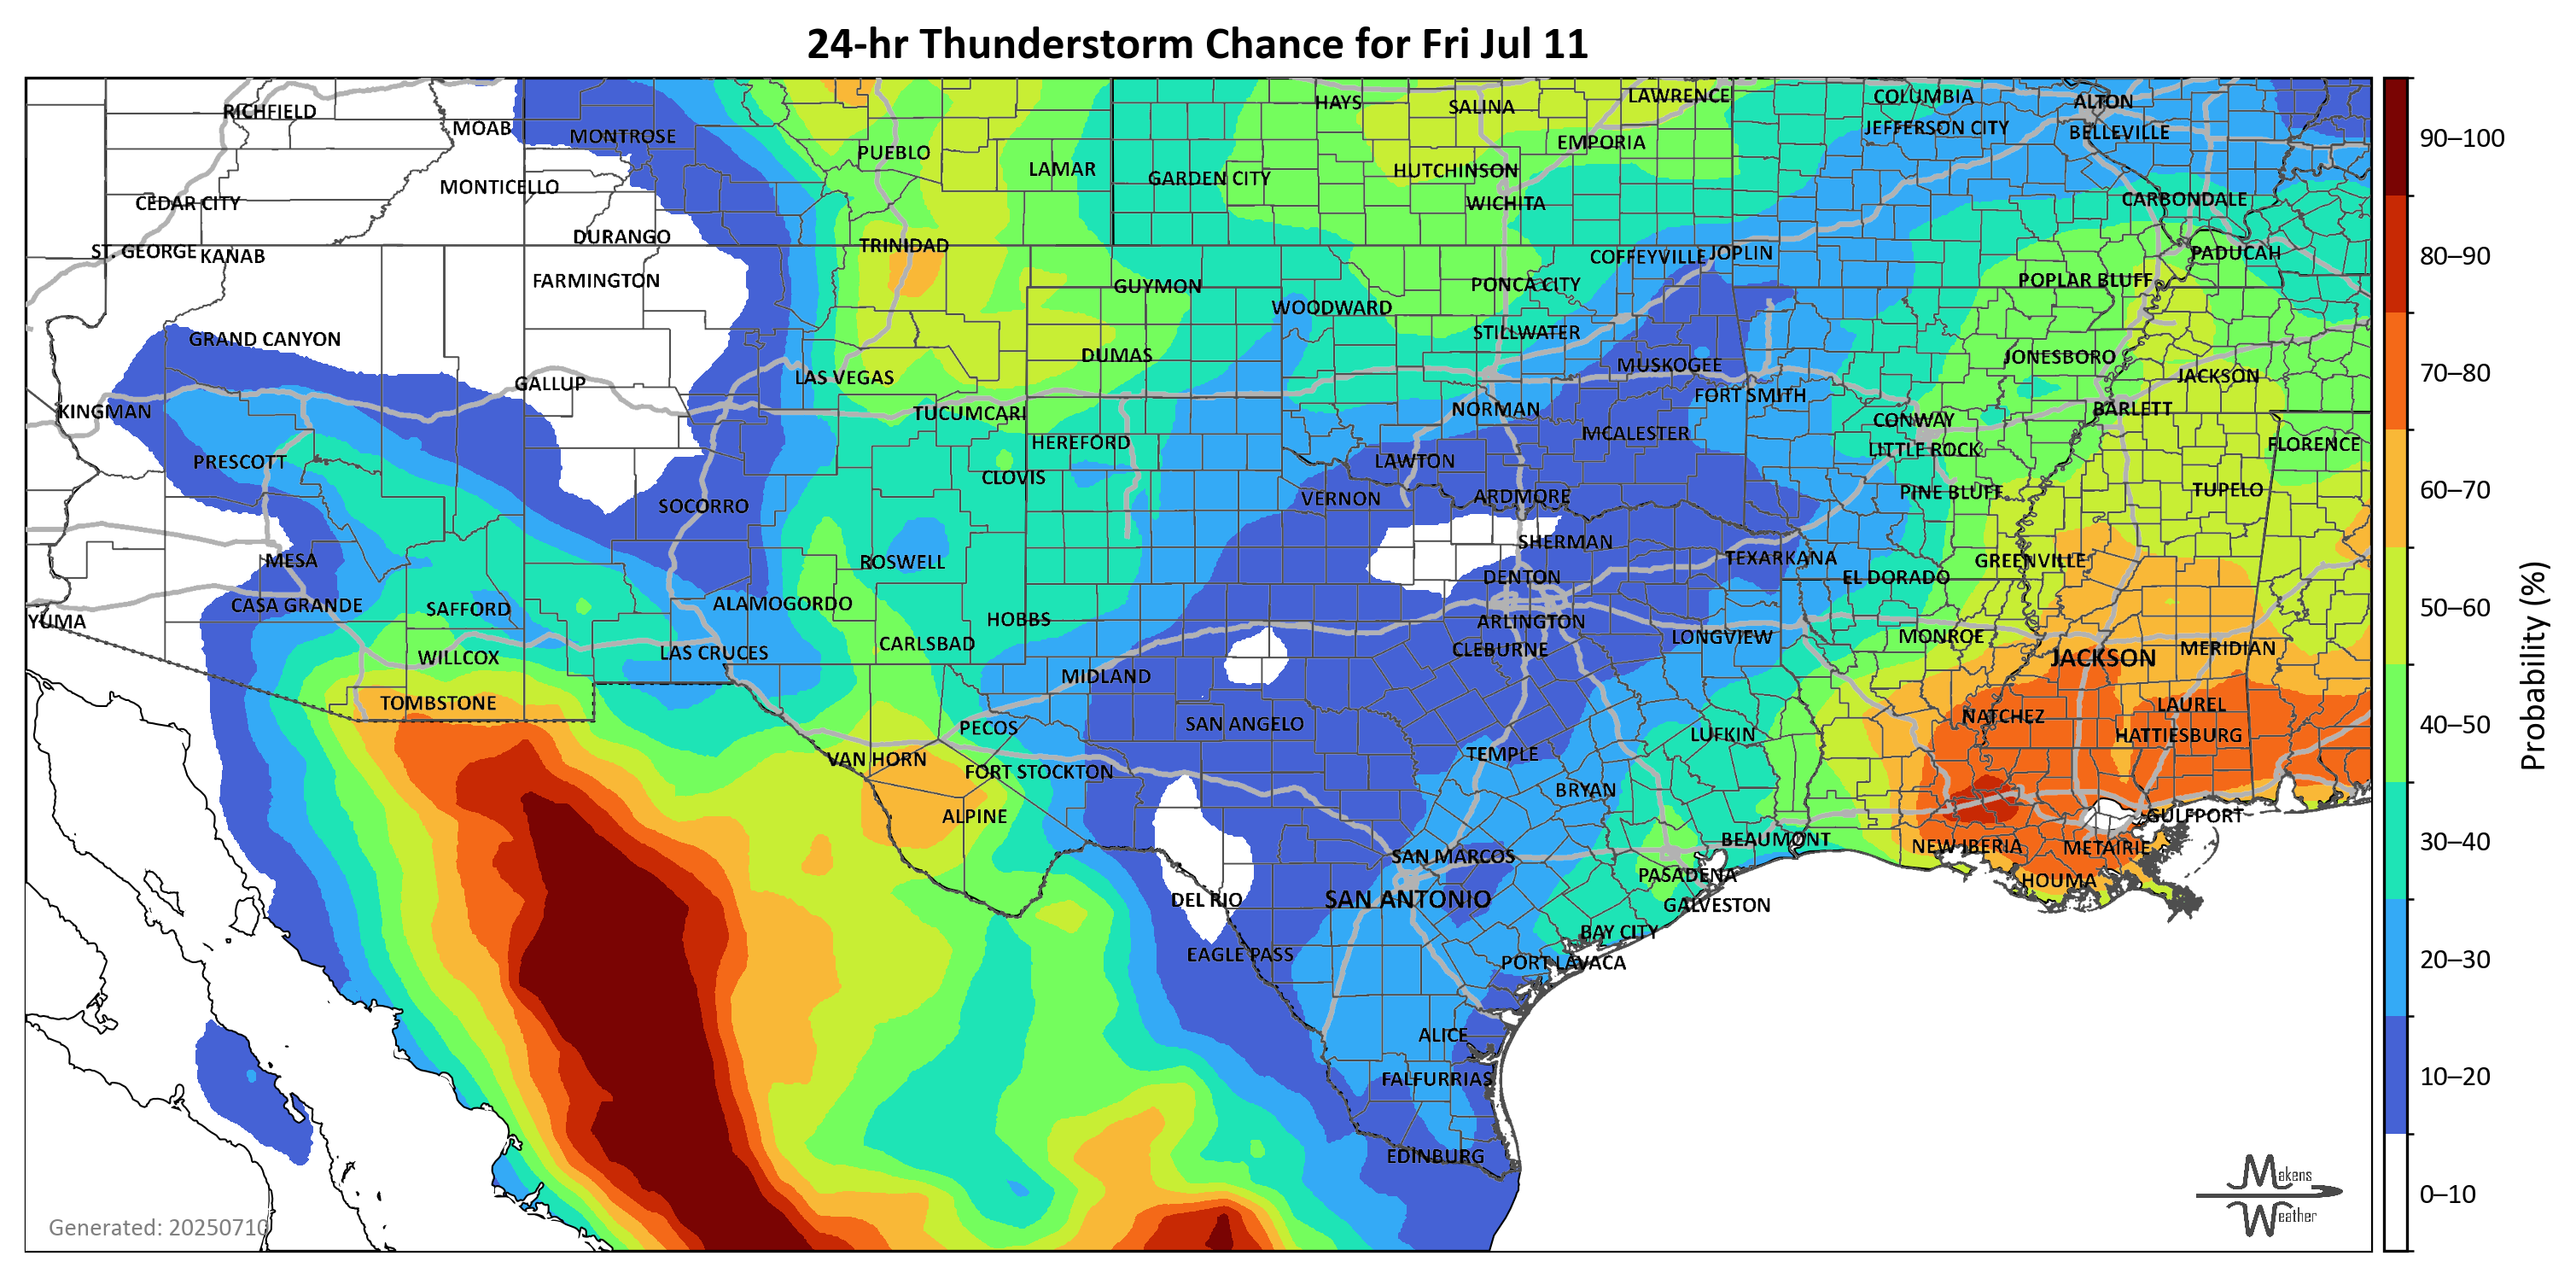 24-hr Thunderstorm Chance for Fri Jul 11
RICHFIELD
MOAB
MONTROSE
PUEBLO
LAMAR
HAYS
SALINA
LAWRENCE
COLUMBIA
ALTON
JEFFERSON CITY
BELLEVILLE
EMPORIA
HUTCHINSON
GARDEN CITY
MONTICELLO
CEDAR CITY
WICHITA
CARBONDALE
DURANGO
TRINIDAD
ST. GEORGE
KANAB
COFFEYVILLE
JOPLIN
PADUCAH
FARMINGTON
GUYMON
PONCA CITY
POPLAR BLUFF
WOODWARD
GRAND CANYON
STILLWATER
DUMAS
MUSKOGEE
JONESBORO
GALLUP
LAS VEGAS
JACKSON
FORT SMITH
KINGMAN
TUCUMCARI
NORMAN
BARLETT
CONWAY
HEREFORD
MCALESTER
LITTLE ROCK
FLORENCE
PRESCOTT
CLOVIS
LAWTON
SOCORRO
VERNON
ARDMORE
PINE BLUFF
TUPELO
MESA
ROSWELL
SHERMAN
TEXARKANA
GREENVILLE
DENTON
EL DORADO
CASA GRANDE
SAFFORD
ALAMOGORDO
YUMA
HOBBS
ARLINGTON
WILLCOX
LAS CRUCES
CARLSBAD
CLEBURNE
LONGVIEW
MONROE
JACKSON
MERIDIAN
MIDLAND
TOMBSTONE
PECOS
SAN ANGELO
NATCHEZ
LAUREL
LUFKIN
HATTIESBURG
VAN HORN
FORT STOCKTON
TEMPLE
BRYAN
ALPINE
GULFPORT
BEAUMONT
NEW IBERIA
METAIRIE
SAN MARCOS
PASADENA
HOUMA
DEL RIO
SAN ANTONIO
GALVESTON
BAY CITY
EAGLE PASS
PORT LAVACA
ALICE
FALFURRIAS
EDINBURG
Generated: 20250710
Makens
Weather
90–100
80–90
70–80
60–70
50–60
40–50
30–40
20–30
10–20
0–10
Probability (%)